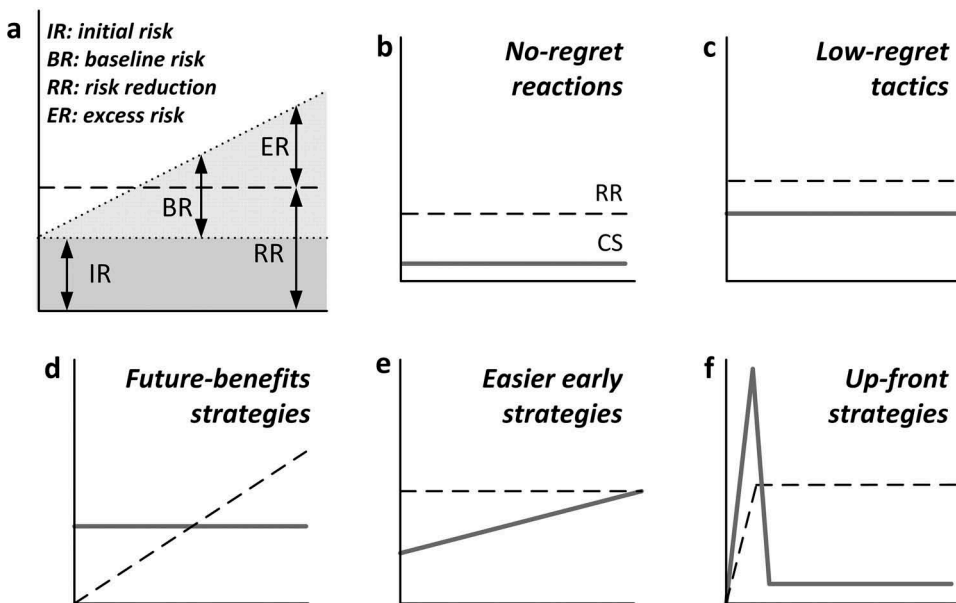 a
IR: initial risk
BR: baseline risk
RR: risk reduction
ER: excess risk
ER
BR
RR
IR
b
No-regret
reactions
RR
CS
c
Low-regret
tactics
d
Future-benefits
strategies
e
Easier early
strategies
f
Up-front
strategies